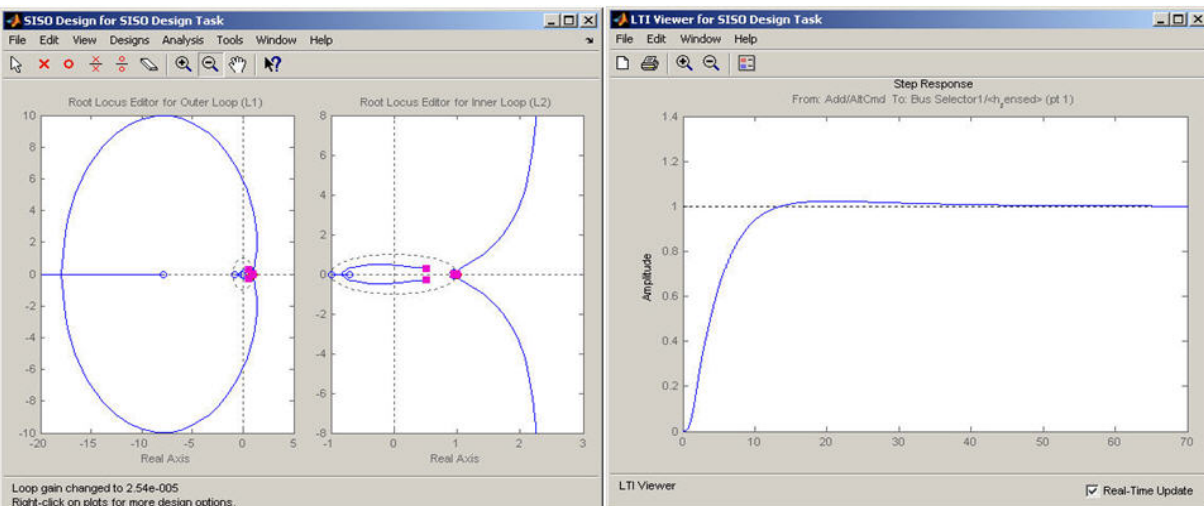 SISO Design for SISO Design Task
File Edit View Designs Analysis Tools Window Help
Root Locus Editor for Outer Loop (L1)
10
8
6
4
2
0
-2
-4
-6
-8
-10
-20 -15 -10 -5 0 5
Real Axis
Root Locus Editor for Inner Loop (L2)
8
6
4
2
0
-2
-4
-6
-8
-1 0 1 2 3
Real Axis
Loop gain changed to 2.54e-005
Right-click on plots for more design options.
LTI Viewer for SISO Design Task
File Edit Window Help
Step Response
From: Add/AltCmd To: Bus Selector1/<h_sensed> (pt 1)
1.4
1.2
1
0.8
0.6
0.4
0.2
0
Amplitude
0 10 20 30 40 50 60 70
LTI Viewer
Real-Time Update